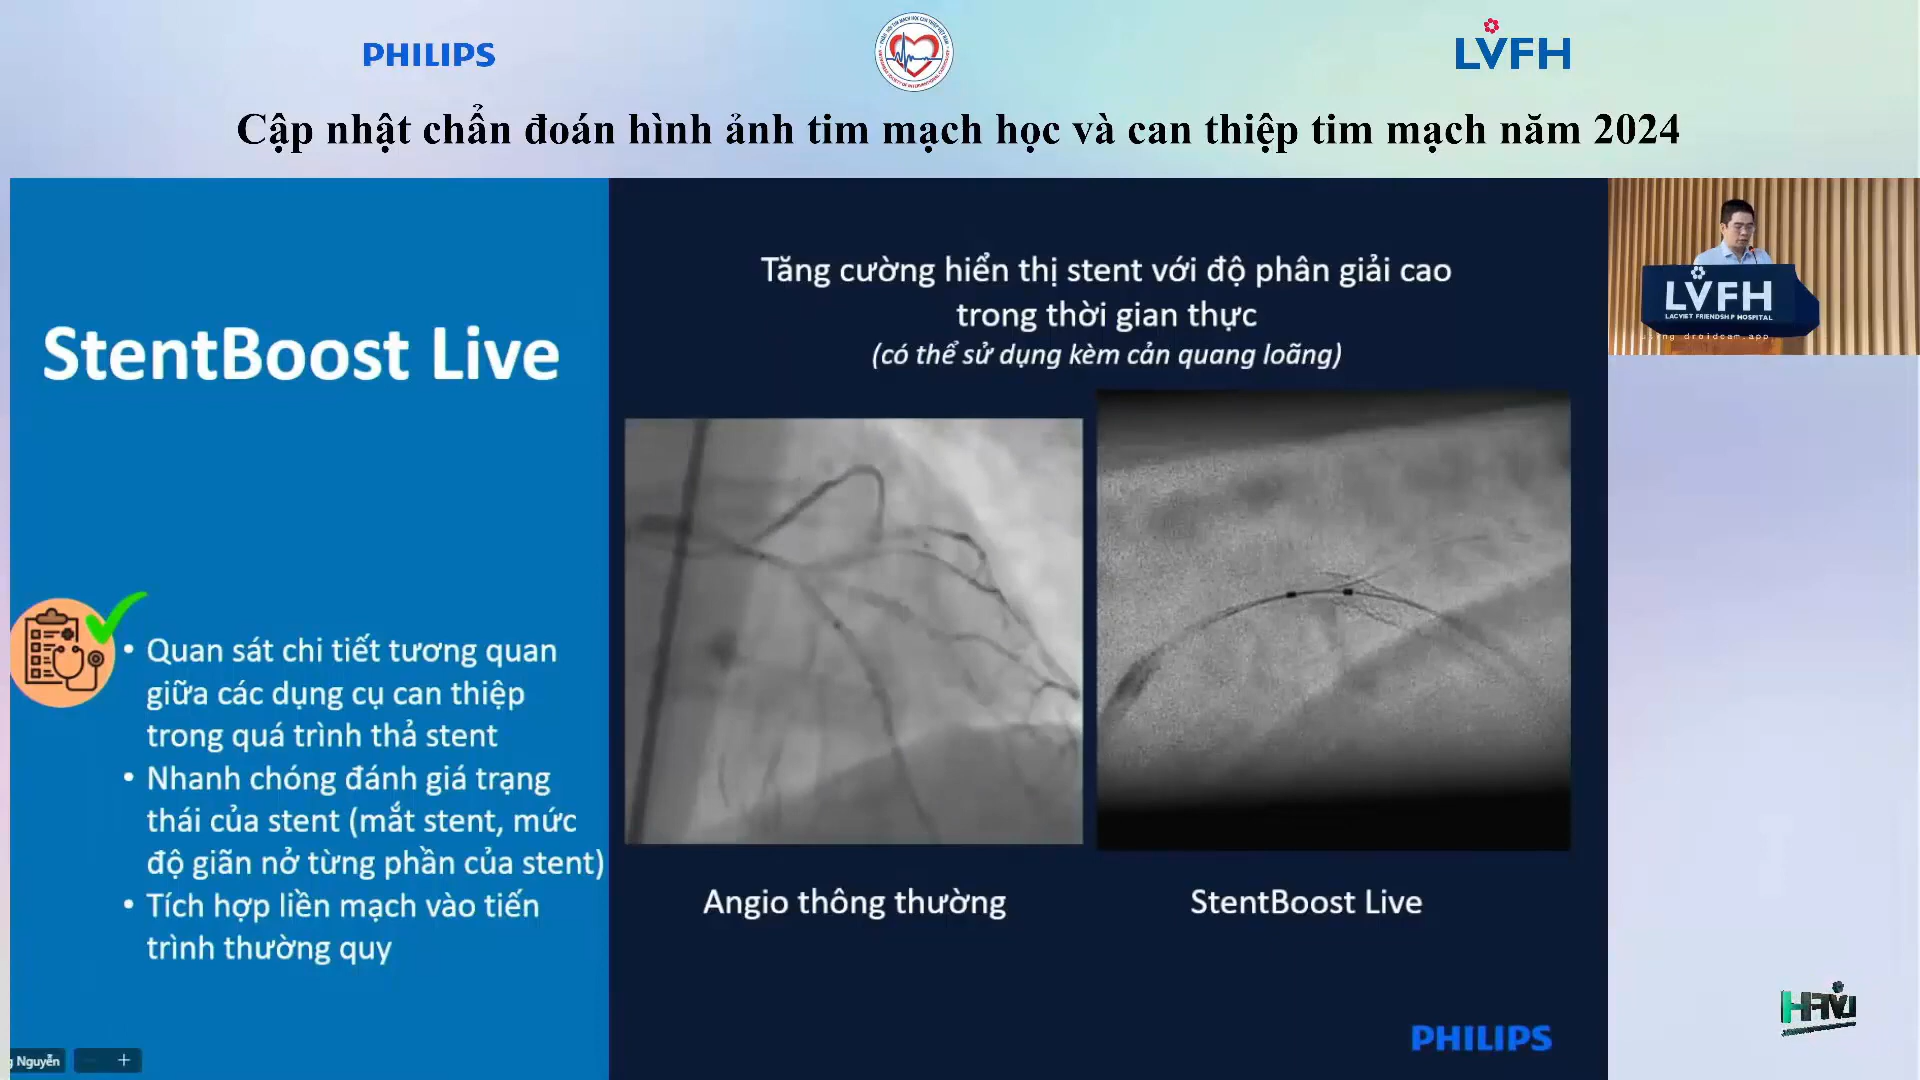 PHILIPS
LVFH
Cập nhật chẩn đoán hình ảnh tim mạch học và can thiệp tim mạch năm 2024
StentBoost Live
• Quan sát chi tiết tương quan
giữa các dụng cụ can thiệp
trong quá trình thả stent
• Nhanh chóng đánh giá trạng
thái của stent (mắt stent, mức
độ giãn nở từng phần của stent)
• Tích hợp liền mạch vào tiến
trình thường quy
Tăng cường hiển thị stent với độ phân giải cao
trong thời gian thực
(có thể sử dụng kèm cản quang loãng)
Angio thông thường
StentBoost Live
PHILIPS
LVFH
LACVIET FRIENDSHIP HOSPITAL
using droidcam.app
Nguyễn